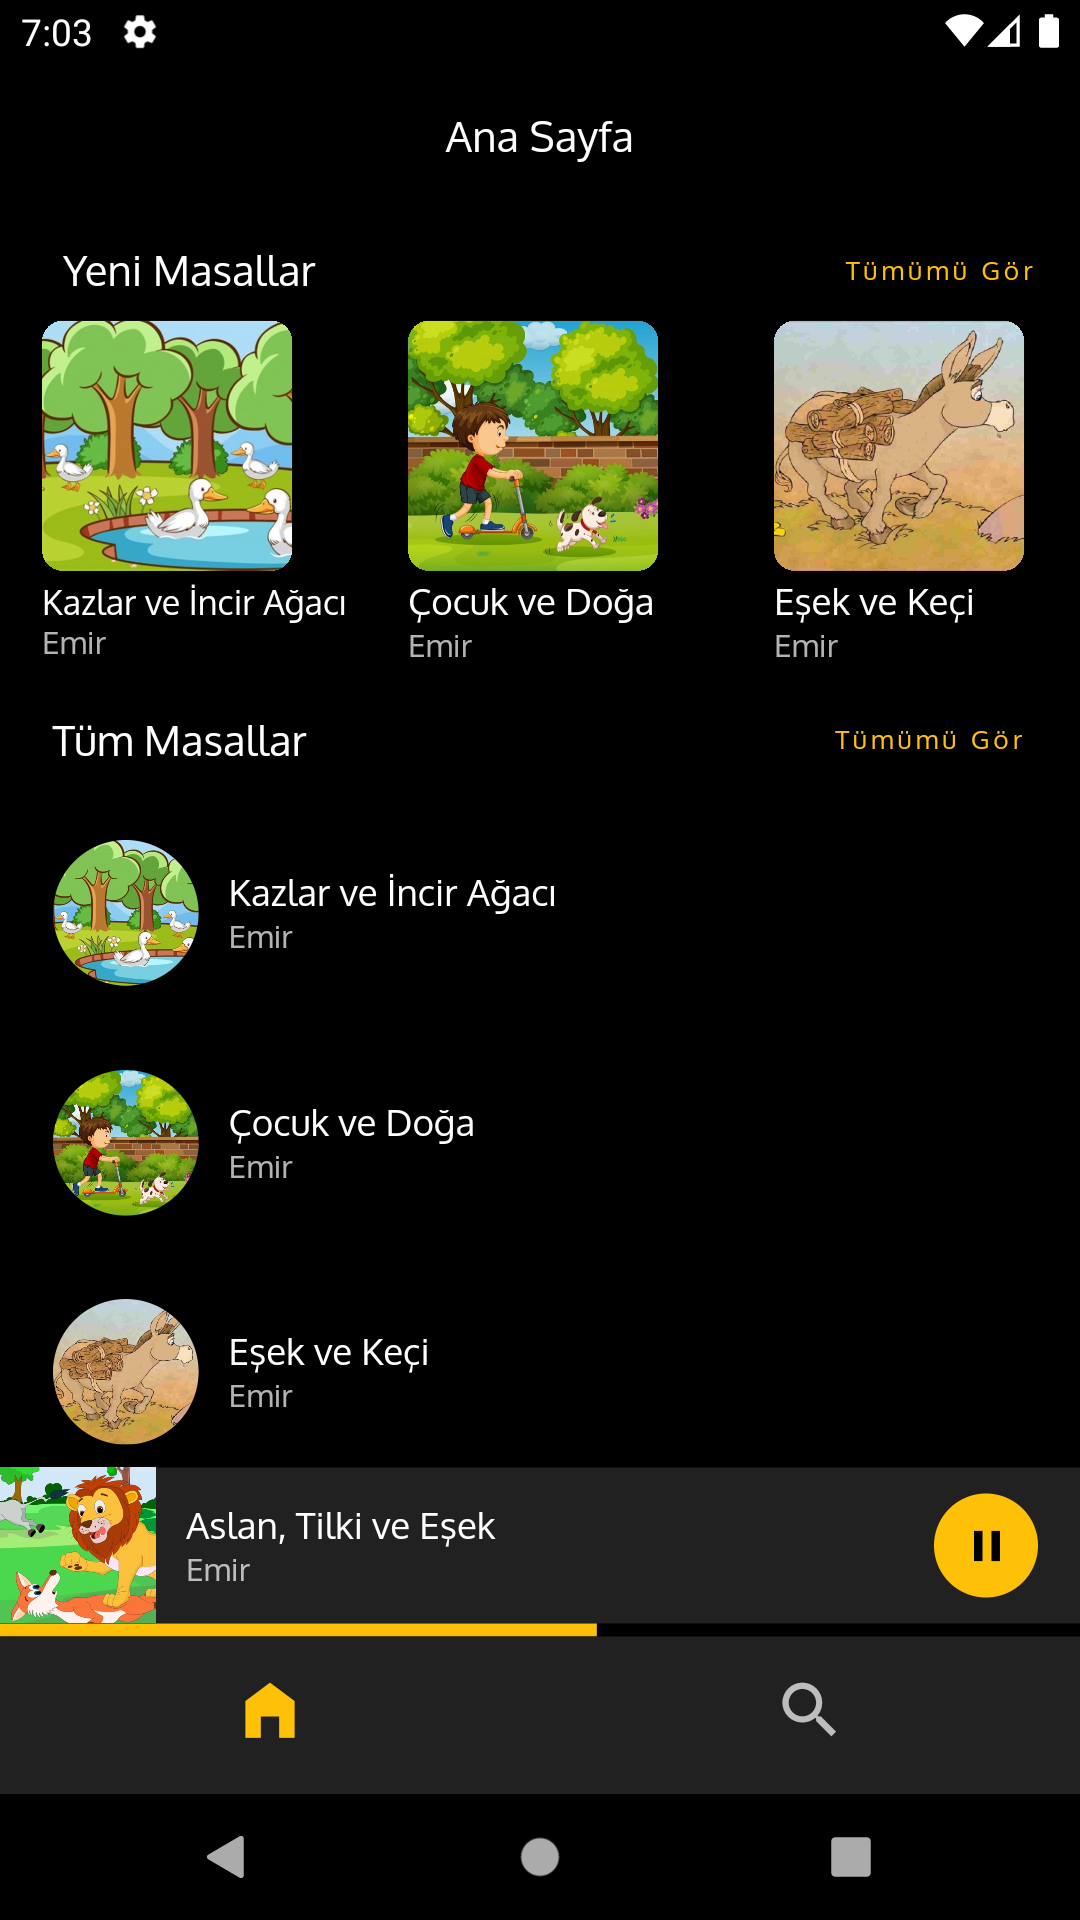 7:03
Ana Sayfa
Yeni Masallar
Tümümü Gör
Kazlar ve İncir Ağacı
Emir
Çocuk ve Doğa
Emir
Eşek ve Keçi
Emir
Tüm Masallar
Tümümü Gör
Kazlar ve İncir Ağacı
Emir
Çocuk ve Doğa
Emir
Eşek ve Keçi
Emir
Aslan, Tilki ve Eşek
Emir